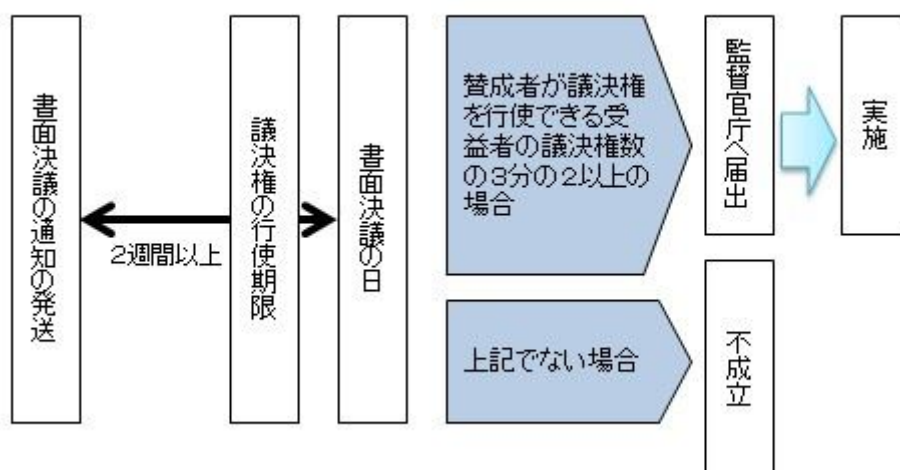 書面決議の通知の発送
2週間以上
議決権の行使期限
書面決議の日
賛成者が議決権
を行使できる受
益者の議決権数
の3分の2以上の
場合
監督官庁へ届出
実施
上記でない場合
不成立